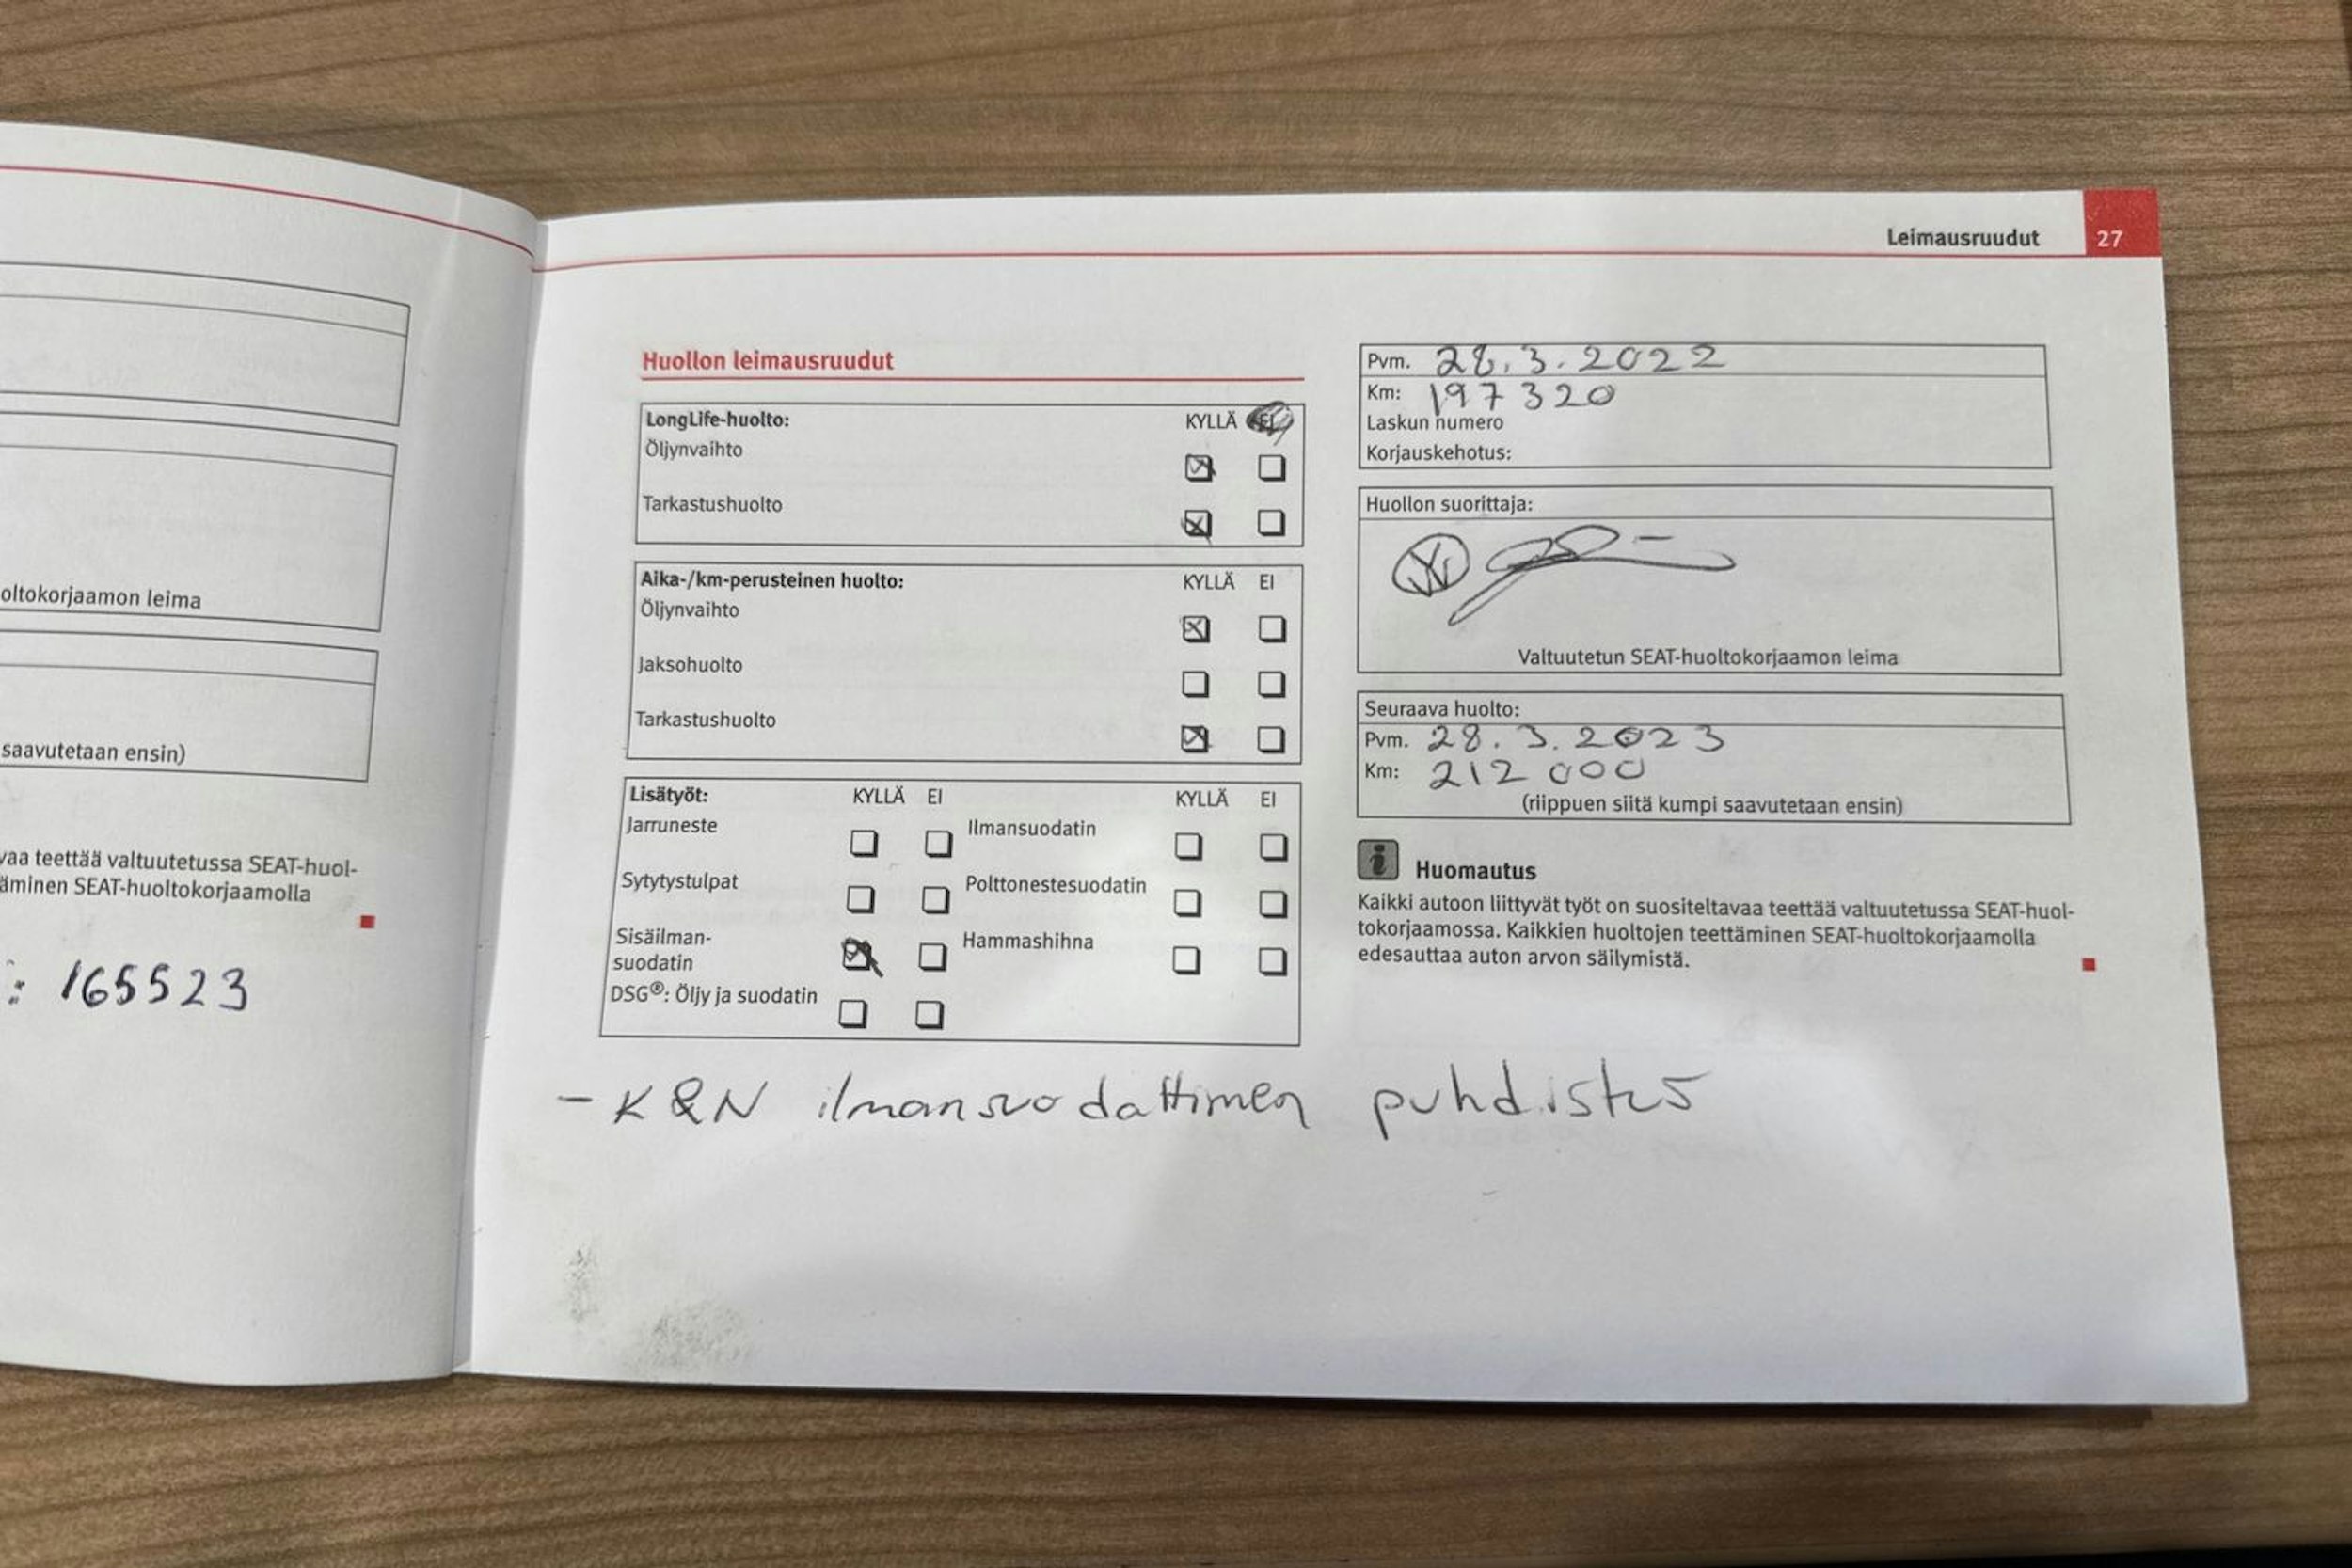 oltokorjaamon leima
saavutetaan ensin)
vaa teettää valtuutetussa SEAT-huol-
äminen SEAT-huoltokorjaamolla
: 165523
Leimausruudut 27
Huollon leimausruudut
LongLife-huolto: KYLLÄ EI
Öljynvaihto
Tarkastushuolto
Aika-/km-perusteinen huolto: KYLLÄ EI
Öljynvaihto
Jaksohuolto
Tarkastushuolto
Lisätyöt: KYLLÄ EI KYLLÄ EI
Jarruneste Ilmansuodatin
Sytytystulpat Polttonestesuodatin
Sisäilman- Hammashihna
suodatin
DSG®: Öljy ja suodatin
Pvm. 28.3.2022
Km: 197320
Laskun numero
Korjauskehotus:
Huollon suorittaja:
Valtuutetun SEAT-huoltokorjaamon leima
Seuraava huolto:
Pvm. 28.3.2023
Km: 212 000
(riippuen siitä kumpi saavutetaan ensin)
Huomautus
Kaikki autoon liittyvät työt on suositeltavaa teettää valtuutetussa SEAT-huol-
tokorjaamossa. Kaikkien huoltojen teettäminen SEAT-huoltokorjaamolla
edesauttaa auton arvon säilymistä.
- K&N ilmansuodattimen puhdistus